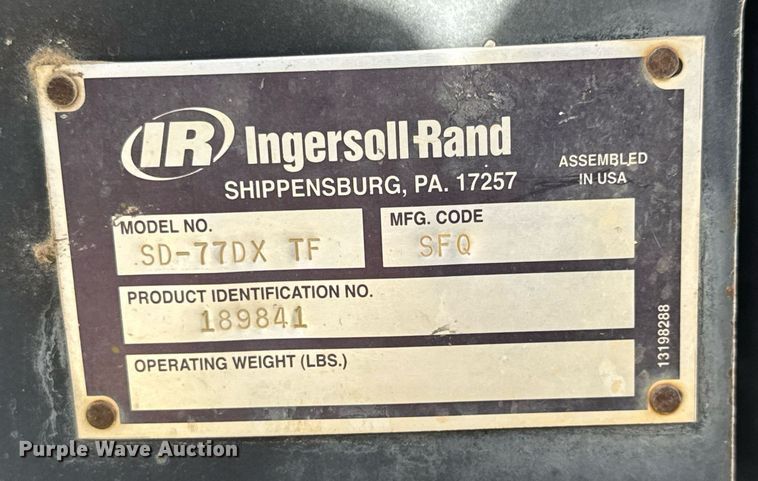 IR Ingersoll-Rand
SHIPPENSBURG, PA. 17257
ASSEMBLED
IN USA
MODEL NO.
SD-77DX TF
MFG. CODE
SFQ
PRODUCT IDENTIFICATION NO.
189841
OPERATING WEIGHT (LBS.)
13198288
Purple Wave Auction